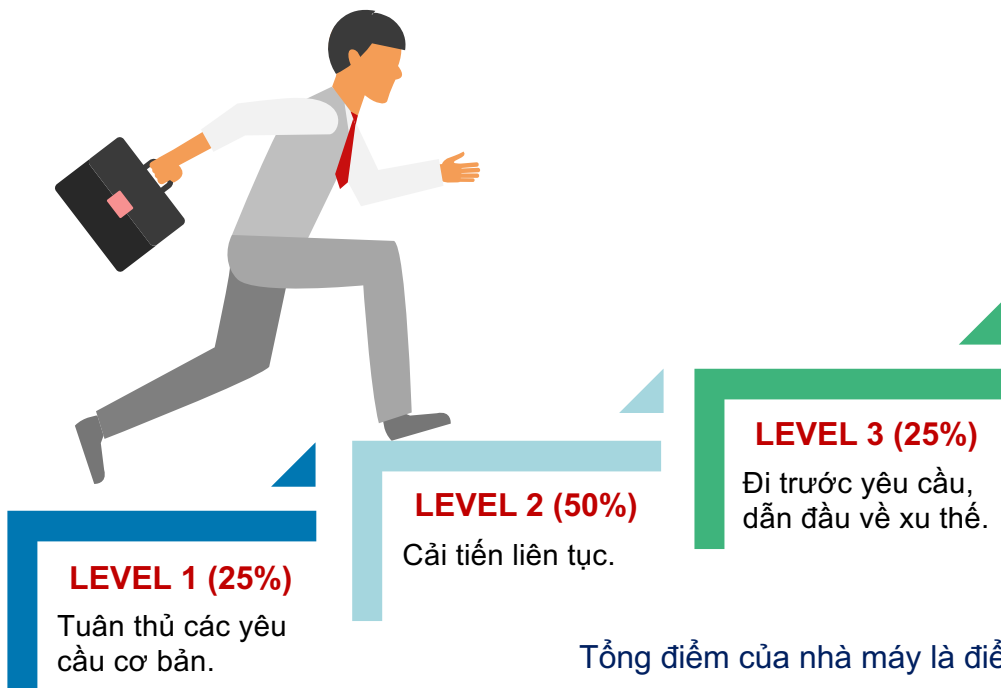 LEVEL 1 (25%)
Tuân thủ các yêu
cầu cơ bản.
LEVEL 2 (50%)
Cải tiến liên tục.
LEVEL 3 (25%)
Đi trước yêu cầu,
dẫn đầu về xu thế.
Tổng điểm của nhà máy là